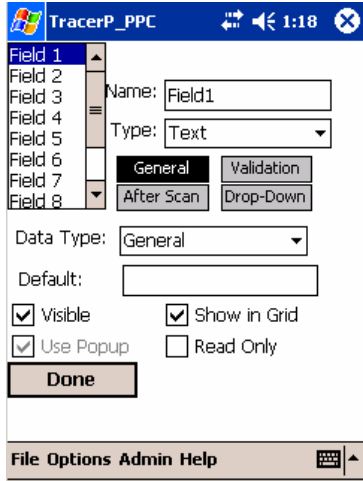 TracerP_PPC 1:18
Field 1
Field 2
Field 3
Field 4
Field 5
Field 6
Field 7
Field 8
Name: Field1
Type: Text
General Validation
After Scan Drop-Down
Data Type: General
Default:
Visible Show in Grid
Use Popup Read Only
Done
File Options Admin Help